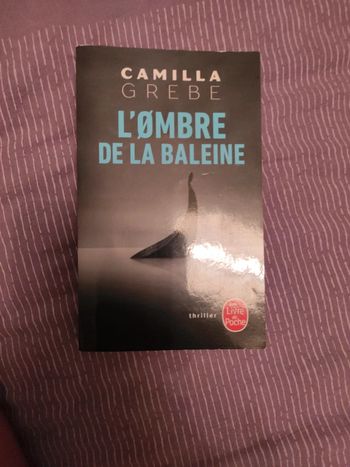 CAMILLA
GREBE
L'ØMBRE
DE LA BALEINE
thriller
Le Livre
de Poche